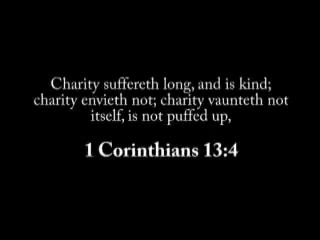 Charity suffereth long, and is kind;
charity envieth not; charity vaunteth not
itself, is not puffed up,
1 Corinthians 13:4